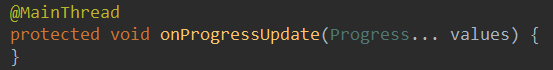 @MainThread
protected void onProgressUpdate(Progress... values) {
}